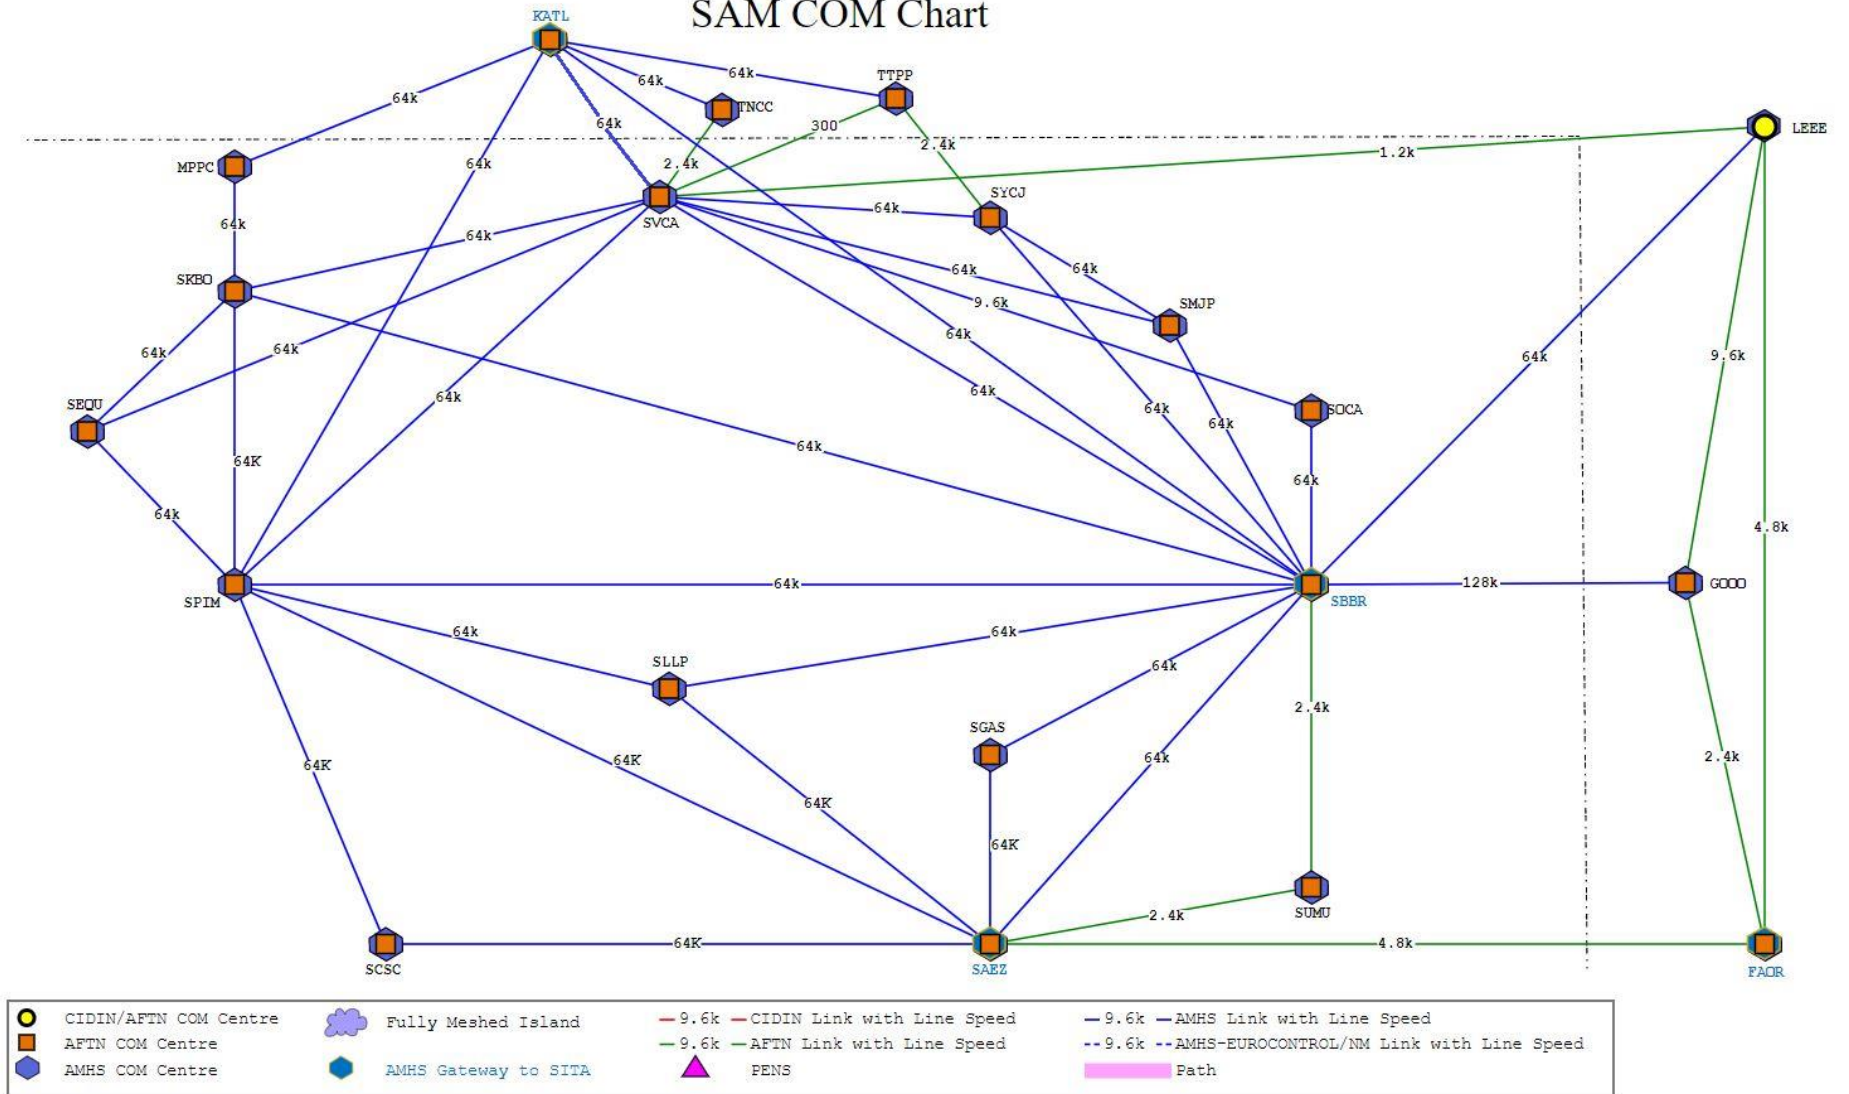 SAM COM Chart
KATL
64k
TTPP
64k
64k
TNCC
64k
64k
300
LEEE
2.4k
1.2k
MPPC
64k
2.4k
SYCJ
64k
SVCA
64k
64k
SKBO
64k
64k
9.6k
SMJP
64k
64k
64k
64k
9.6k
64k
64k
SEQU
64k
SOCA
64k
64k
64K
64k
64k
4.8k
64k
64k
128k
GOOO
SPIM
SBBR
64k
64k
SLLP
64k
2.4k
SGAS
64K
64K
64k
2.4k
64K
64K
SUMU
2.4k
64K
4.8k
SCSC
SAEZ
FAOR
CIDIN/AFTN COM Centre
Fully Meshed Island
9.6k CIDIN Link with Line Speed
9.6k AMHS Link with Line Speed
AFTN COM Centre
9.6k AFTN Link with Line Speed
9.6k AMHS-EUROCONTROL/NM Link with Line Speed
AMHS COM Centre
AMHS Gateway to SITA
PENS
Path